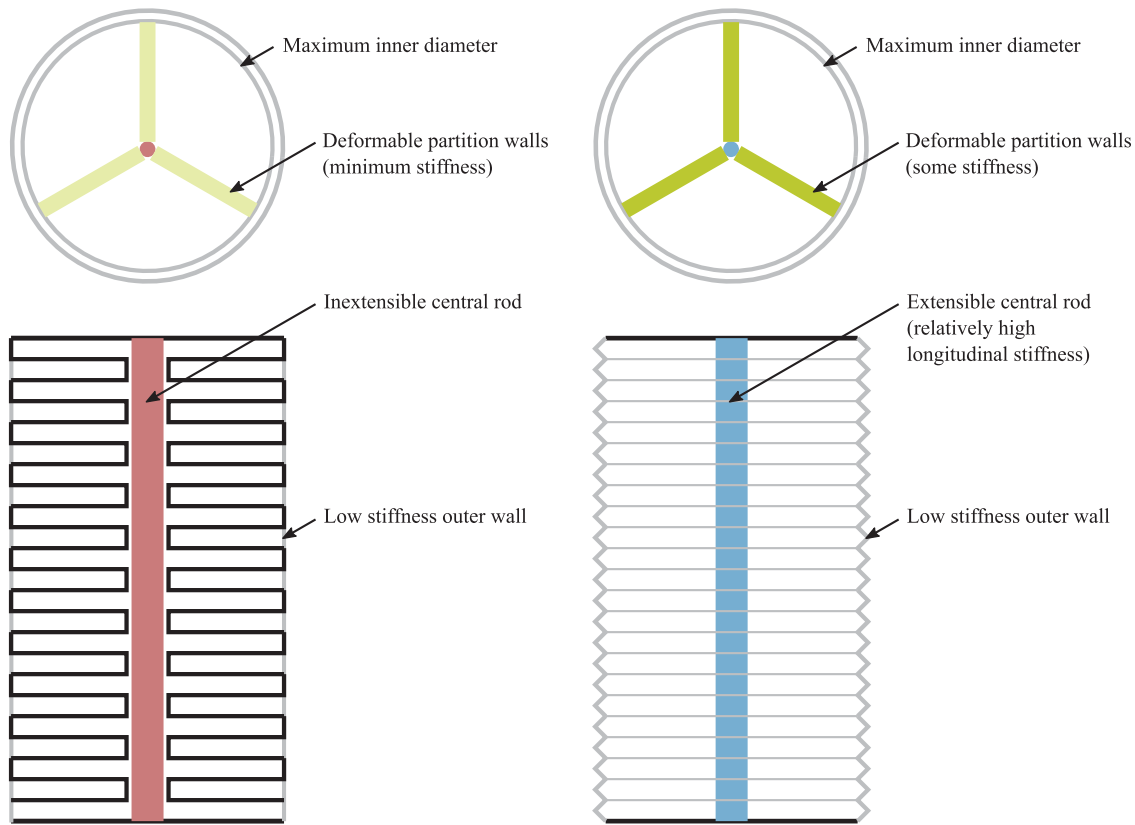 Maximum inner diameter
Deformable partition walls
(minimum stiffness)
Inextensible central rod
Low stiffness outer wall
Maximum inner diameter
Deformable partition walls
(some stiffness)
Extensible central rod
(relatively high
longitudinal stiffness)
Low stiffness outer wall